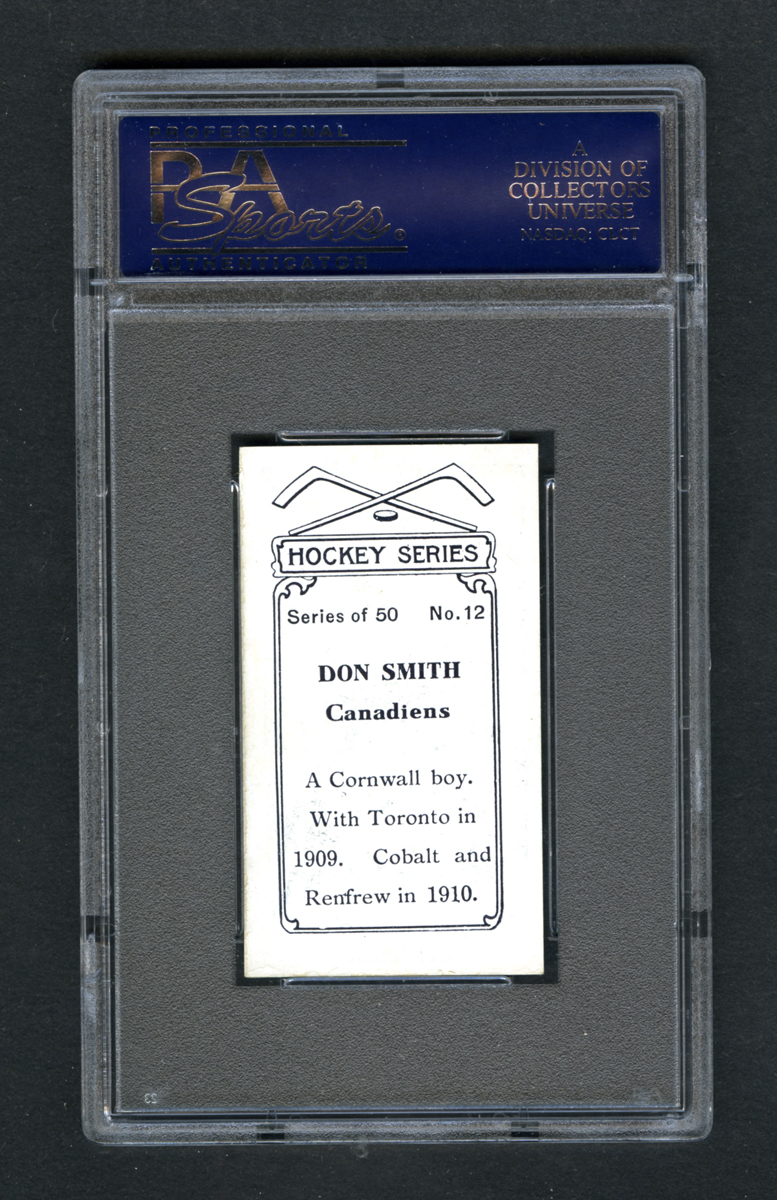 PROFESSIONAL
PSA
Sports
AUTHENTICATOR
A
DIVISION OF
COLLECTORS
UNIVERSE
NASDAQ: CLCT
HOCKEY SERIES
Series of 50 No.12
DON SMITH
Canadiens
A Cornwall boy.
With Toronto in
1909. Cobalt and
Renfrew in 1910.